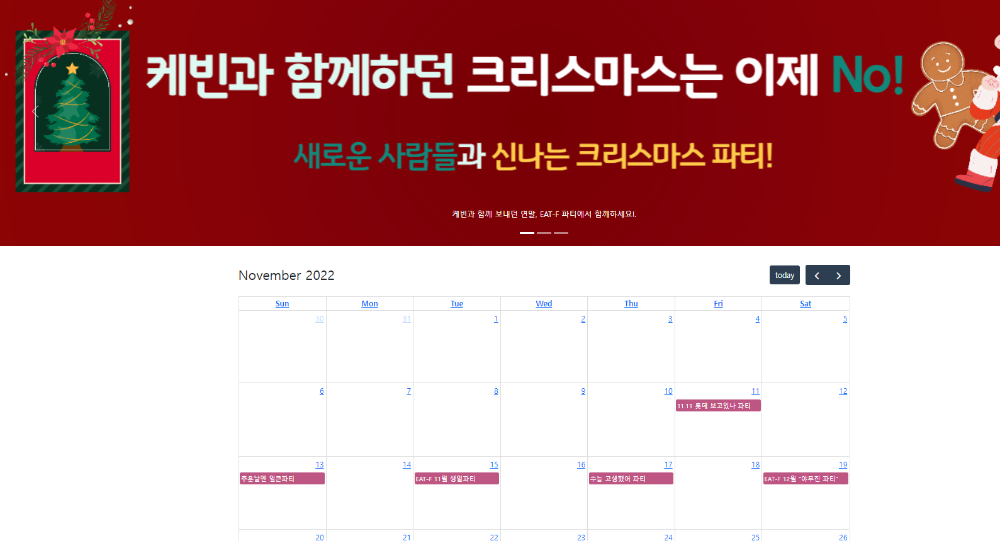 케빈과 함께하던 크리스마스는 이제 No!
새로운 사람들과 신나는 크리스마스 파티!
케빈과 함께 보내던 연말, EAT-F 파티에서 함께하세요!.
November 2022 today
Sun Mon Tue Wed Thu Fri Sat
30 31 1 2 3 4 5
6 7 8 9 10 11 12
11.11 롯데 보고있나 파티
13 14 15 16 17 18 19
추운날엔 얼큰파티 EAT-F 11월 생일파티 수능 고생했어 파티 EAT-F 12월 "야무진 파티"
20 21 22 23 24 25 26